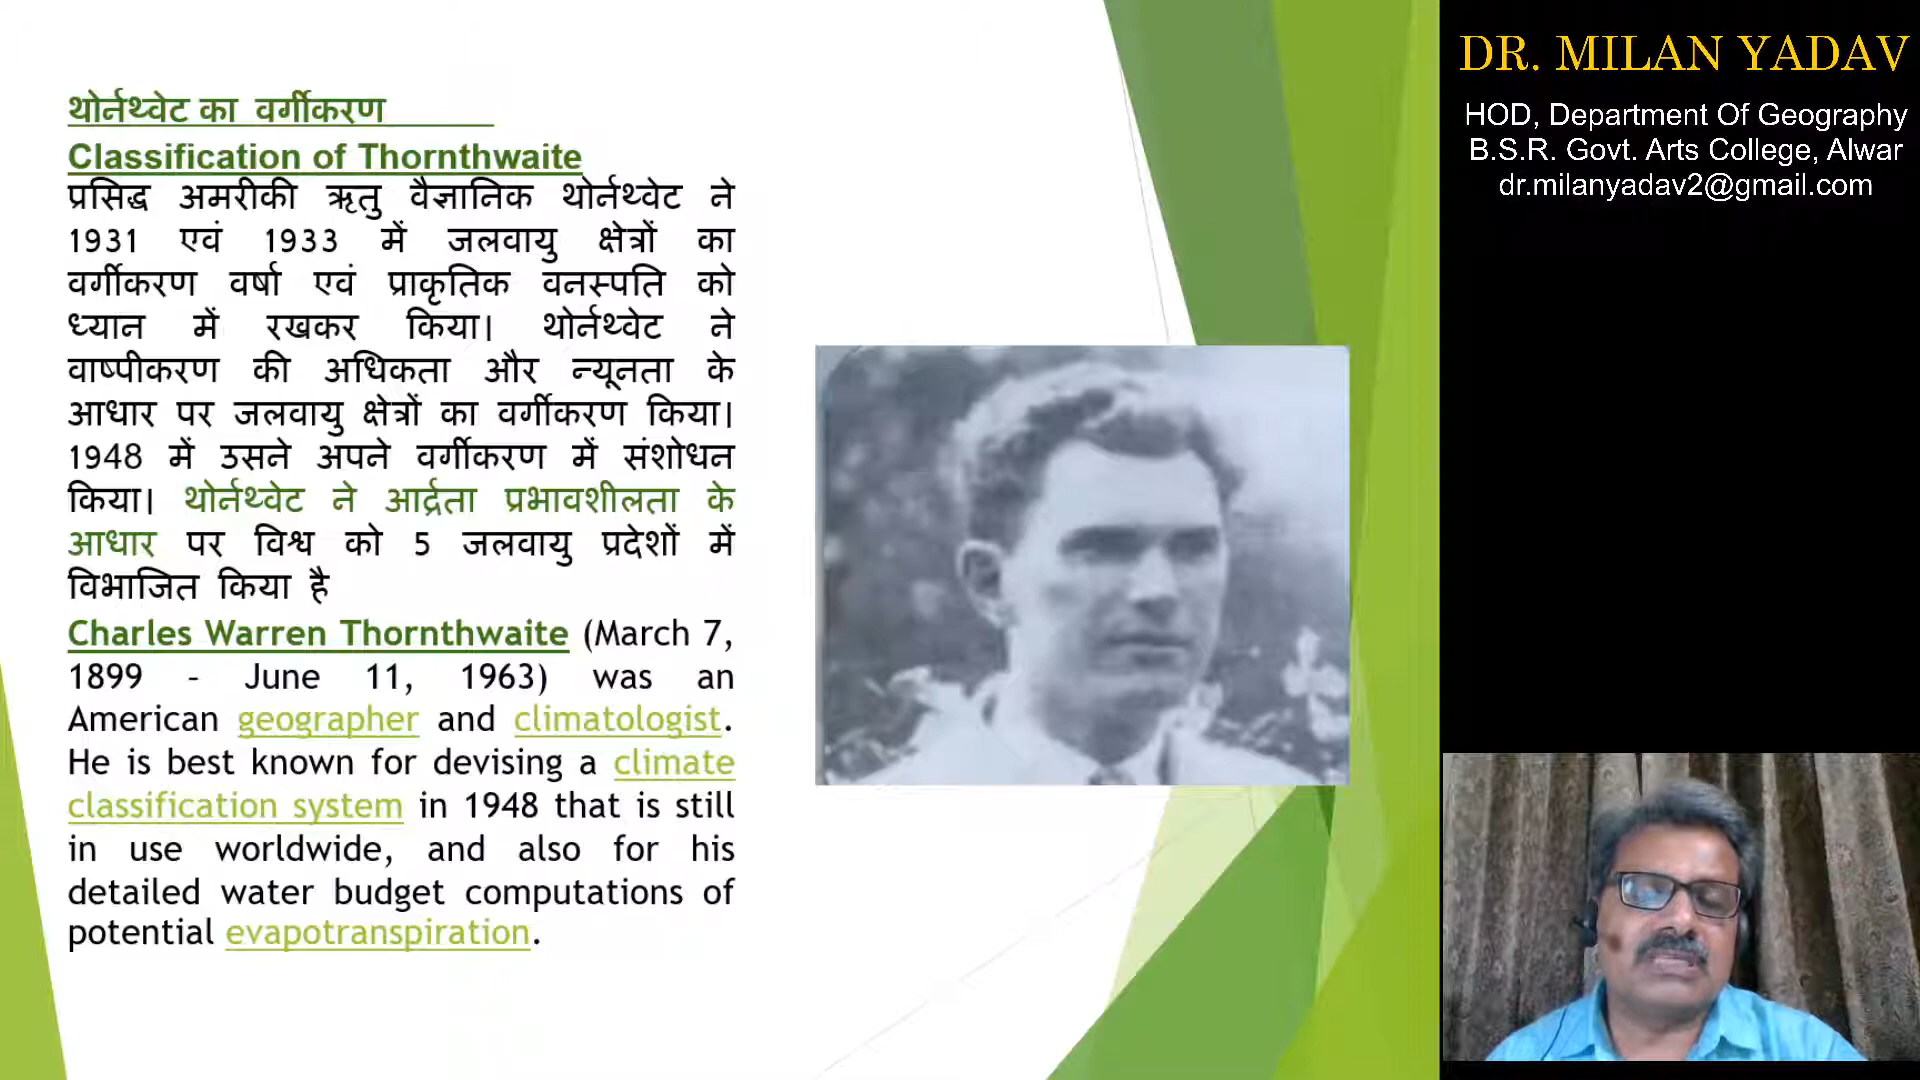 थोर्नथ्वेट का वर्गीकरण
Classification of Thornthwaite
प्रसिद्ध अमरीकी ऋतु वैज्ञानिक थोर्नथ्वेट ने
1931 एवं 1933 में जलवायु क्षेत्रों का
वर्गीकरण वर्षा एवं प्राकृतिक वनस्पति को
ध्यान में रखकर किया। थोर्नथ्वेट ने
वाष्पीकरण की अधिकता और न्यूनता के
आधार पर जलवायु क्षेत्रों का वर्गीकरण किया।
1948 में उसने अपने वर्गीकरण में संशोधन
किया। थोर्नथ्वेट ने आर्द्रता प्रभावशीलता के
आधार पर विश्व को 5 जलवायु प्रदेशों में
विभाजित किया है
Charles Warren Thornthwaite (March 7,
1899 – June 11, 1963) was an
American geographer and climatologist.
He is best known for devising a climate
classification system in 1948 that is still
in use worldwide, and also for his
detailed water budget computations of
potential evapotranspiration.
DR. MILAN YADAV
HOD, Department Of Geography
B.S.R. Govt. Arts College, Alwar
dr.milanyadav2@gmail.com